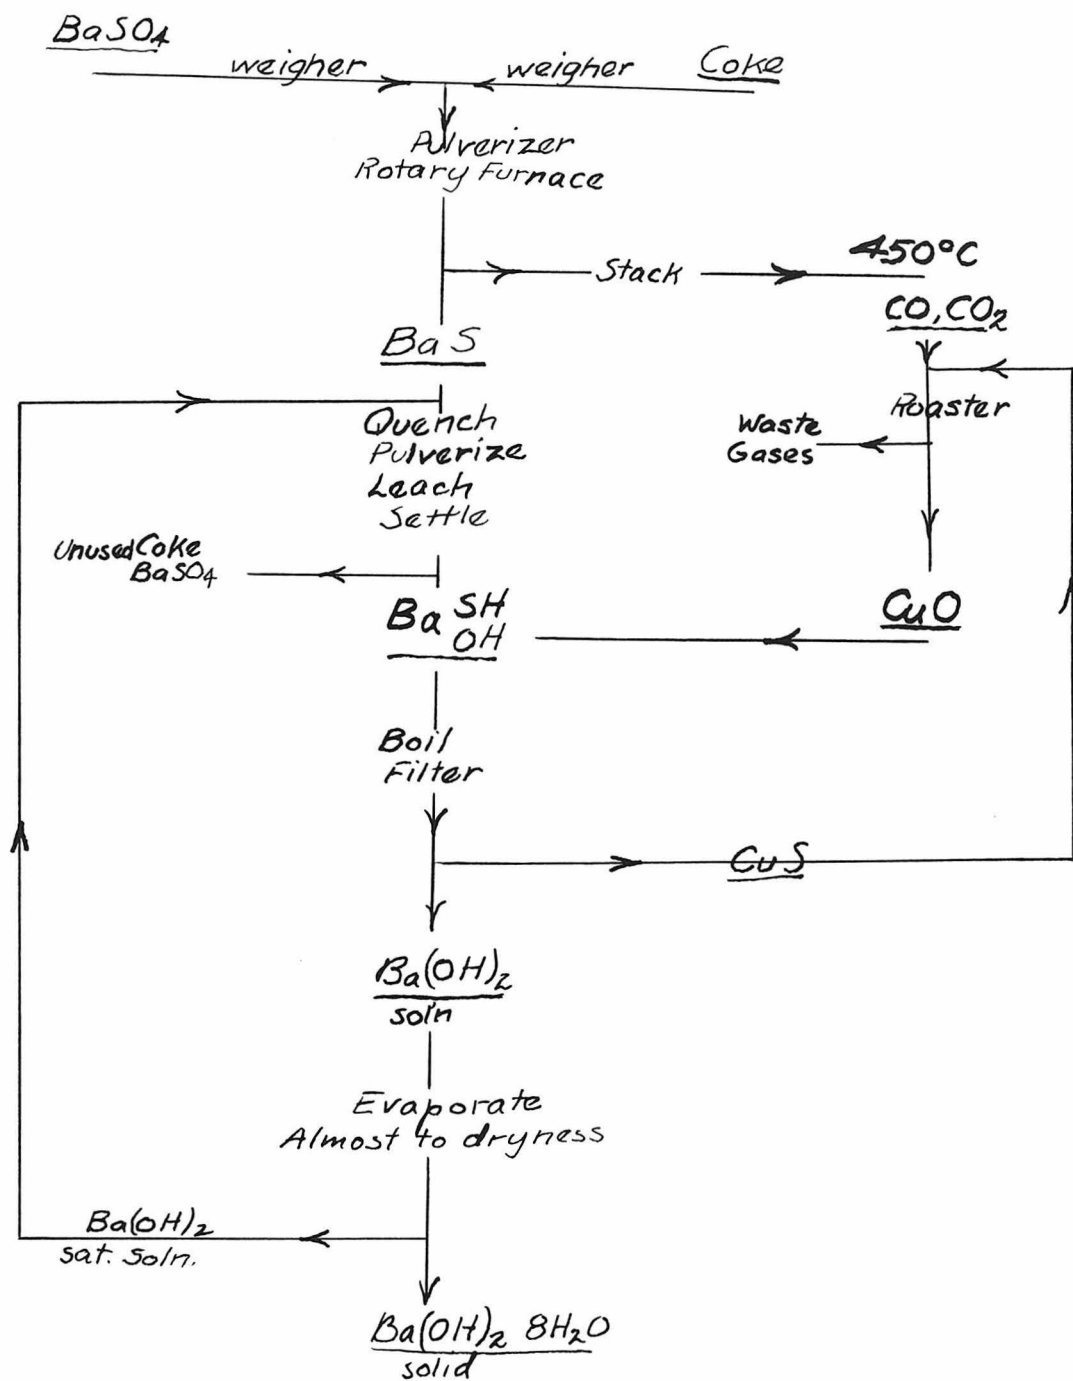 BaSO4
weigher weigher Coke
Pulverizer
Rotary Furnace
Stack 450°C
CO, CO2
BaS
Roaster
Quench
Pulverize
Leach
Settle
Waste
Gases
Unused Coke
BaSO4
Ba SH
OH
CuO
Boil
Filter
CuS
Ba(OH)2
soln
Evaporate
Almost to dryness
Ba(OH)2
sat. soln.
Ba(OH)2 8H2O
solid